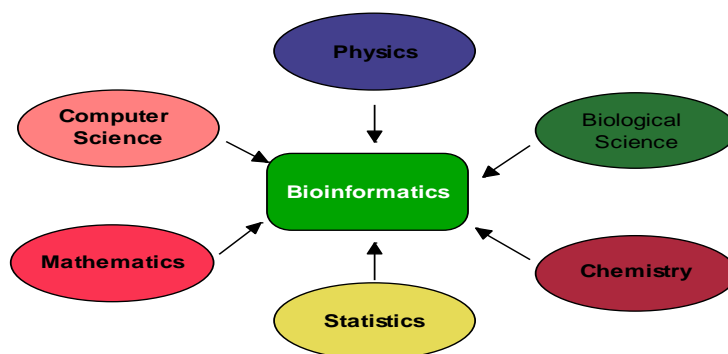 Physics
Computer
Science
Biological
Science
Bioinformatics
Mathematics
Chemistry
Statistics